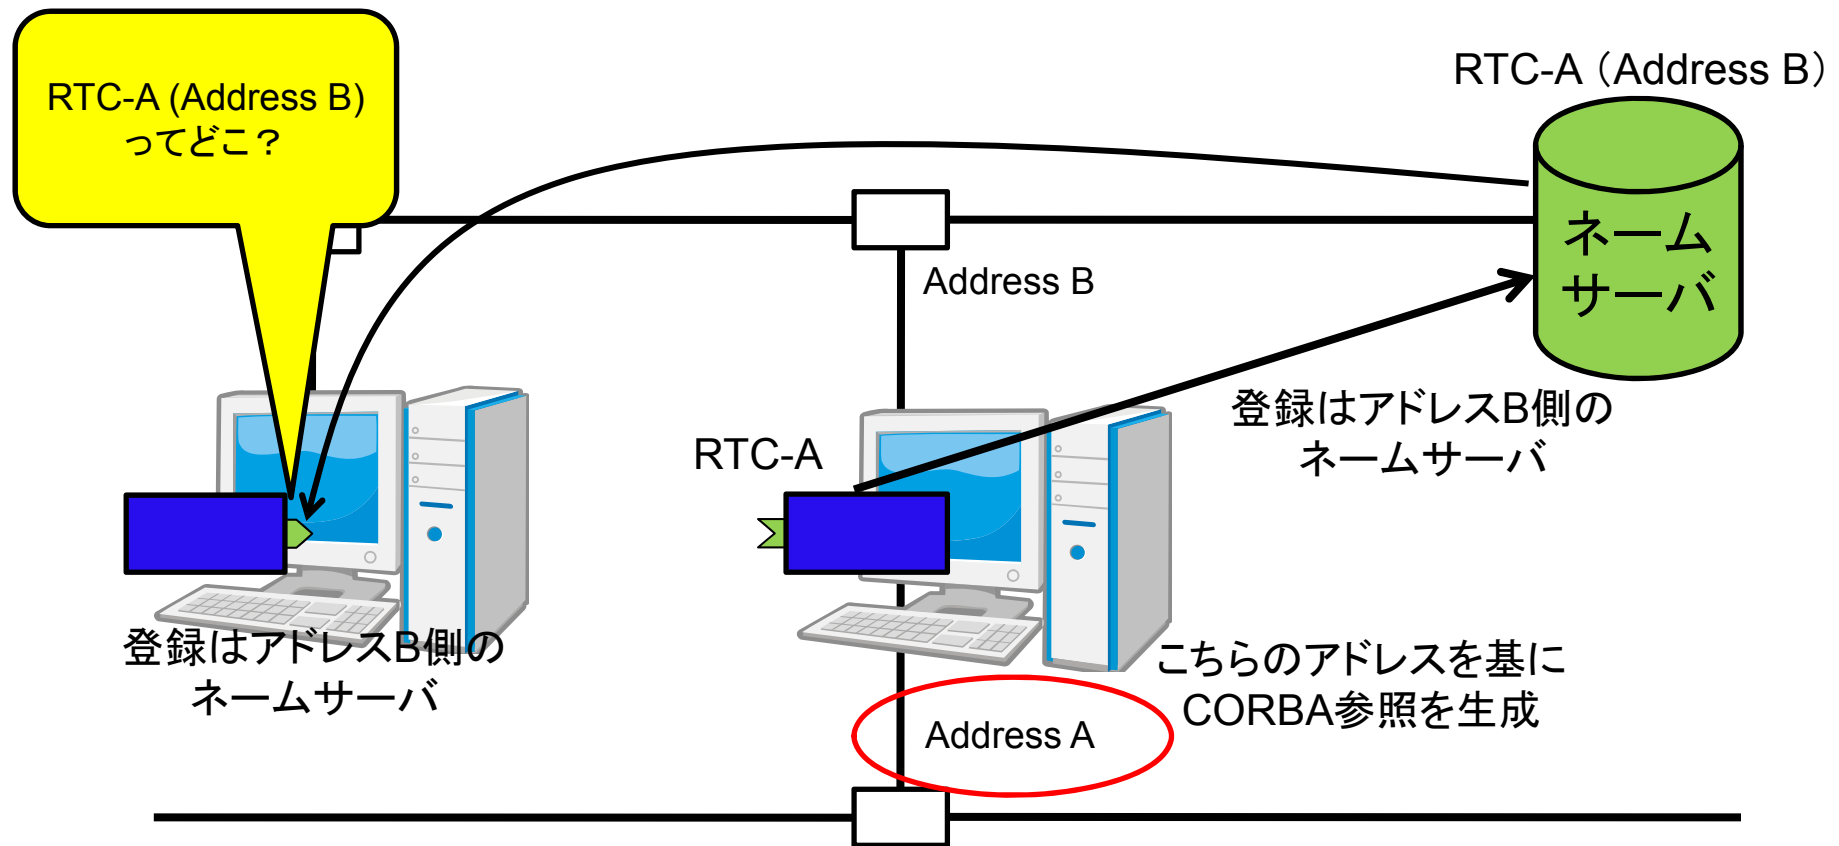 RTC-A (Address B)
ってどこ？
RTC-A（Address B）
ネーム
サーバ
Address B
登録はアドレスB側の
ネームサーバ
RTC-A
登録はアドレスB側の
ネームサーバ
こちらのアドレスを基に
CORBA参照を生成
Address A